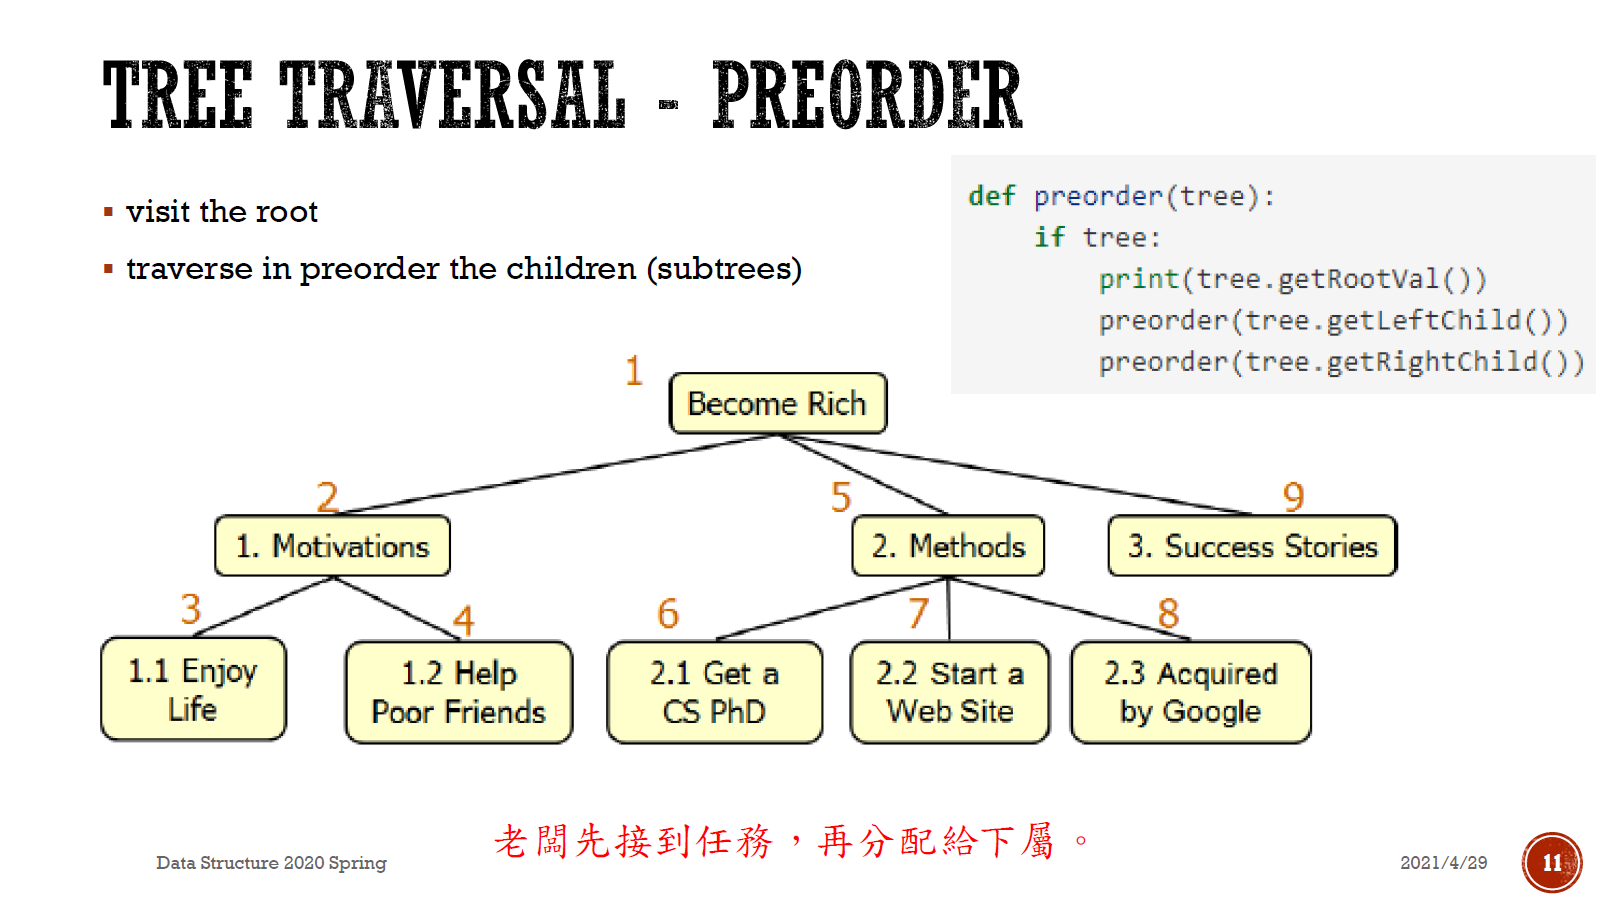 TREE TRAVERSAL - PREORDER
visit the root
traverse in preorder the children (subtrees)
def preorder(tree):
if tree:
print(tree.getRootVal())
preorder(tree.getLeftChild())
preorder(tree.getRightChild())
1
Become Rich
2
5
9
1. Motivations
2. Methods
3. Success Stories
3
4
6
7
8
1.1 Enjoy
Life
1.2 Help
Poor Friends
2.1 Get a
CS PhD
2.2 Start a
Web Site
2.3 Acquired
by Google
老闆先接到任務，再分配給下屬。
Data Structure 2020 Spring
2021/4/29
11